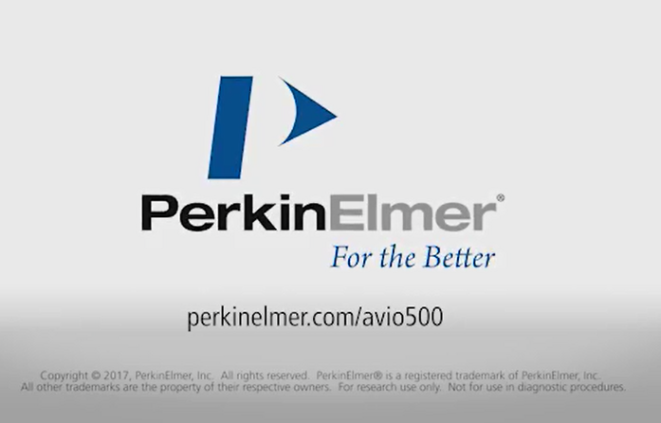 PerkinElmer®
For the Better
perkinelmer.com/avio500
Copyright © 2017, PerkinElmer, Inc. All rights reserved. PerkinElmer® is a registered trademark of PerkinElmer, Inc.
All other trademarks are the property of their respective owners. For research use only. Not for use in diagnostic procedures.